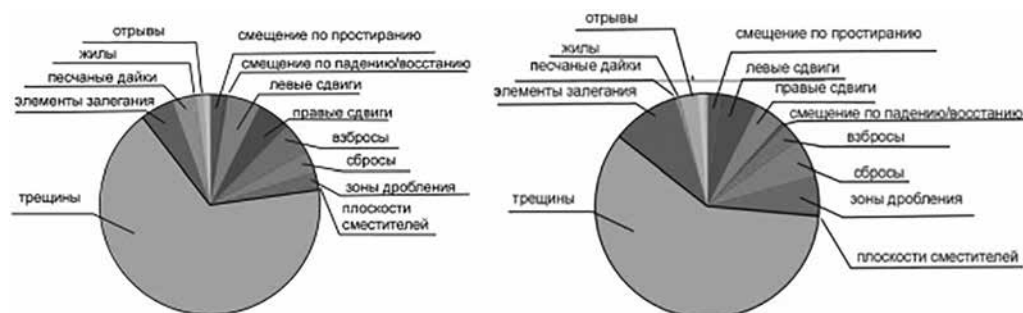 отрывы
смещение по простиранию
жилы
смещение по падению/восстанию
песчаные дайки
левые сдвиги
элементы залегания
правые сдвиги
взбросы
сбросы
зоны дробления
трещины
плоскости
сместителей
отрывы
смещение по простиранию
жилы
левые сдвиги
песчаные дайки
правые сдвиги
элементы залегания
смещение по падению/восстанию
взбросы
сбросы
зоны дробления
трещины
плоскости сместителей